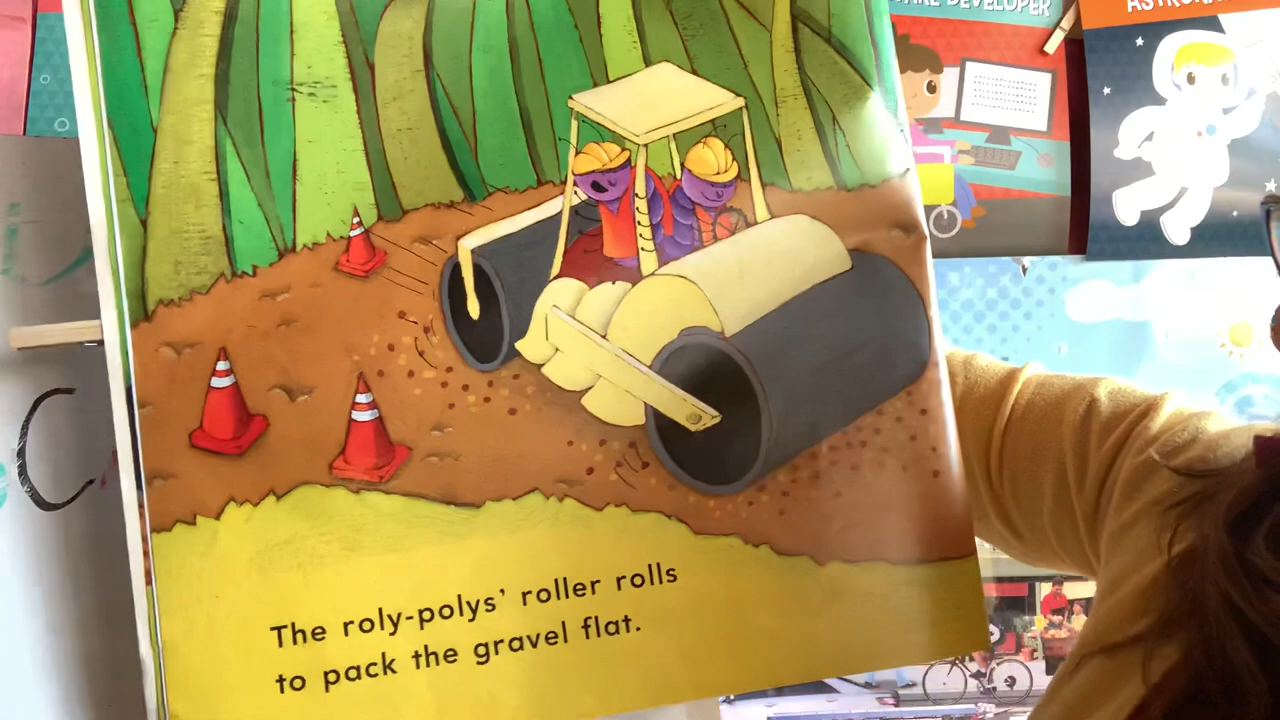 DEVELOPER
The roly-polys' roller rolls
to pack the gravel flat.
C